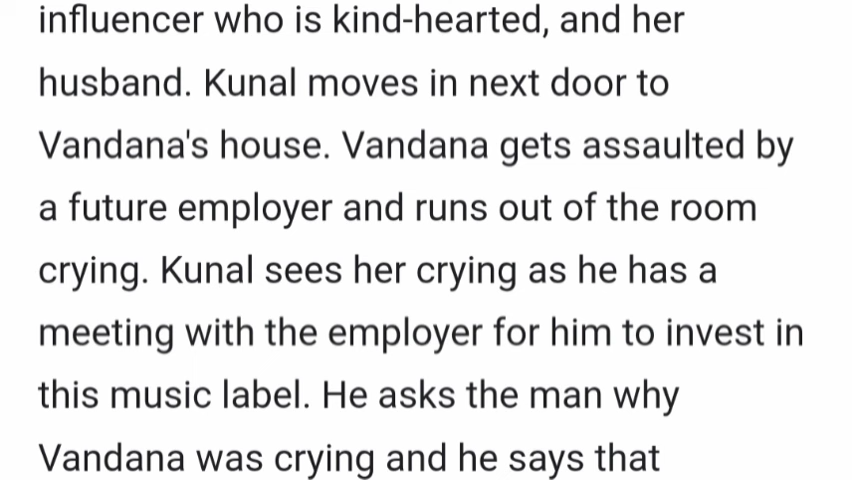 influencer who is kind-hearted, and her
husband. Kunal moves in next door to
Vandana's house. Vandana gets assaulted by
a future employer and runs out of the room
crying. Kunal sees her crying as he has a
meeting with the employer for him to invest in
this music label. He asks the man why
Vandana was crying and he says that